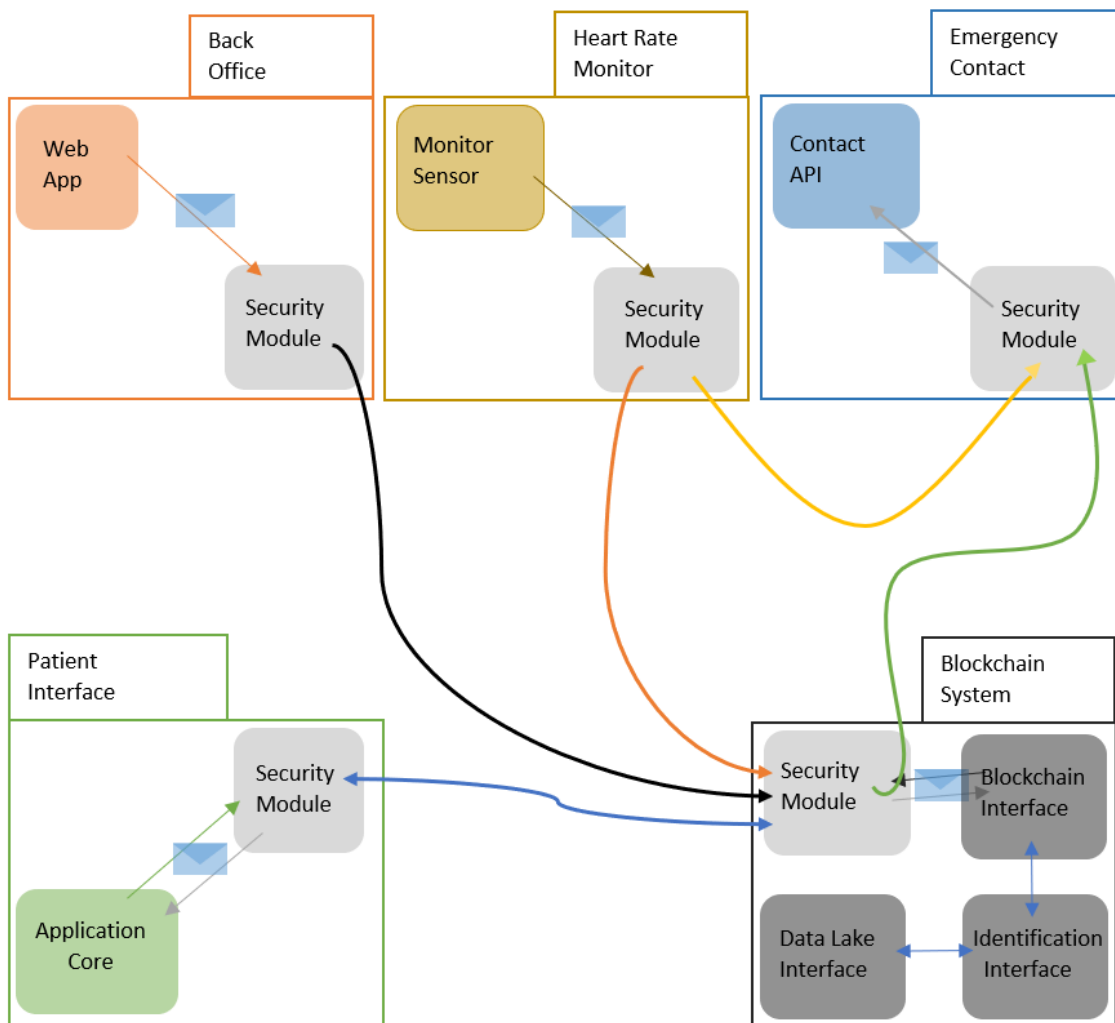 Back
Office
Heart Rate
Monitor
Emergency
Contact
Web
App
Monitor
Sensor
Contact
API
Security
Module
Security
Module
Security
Module
Patient
Interface
Blockchain
System
Security
Module
Security
Module
Blockchain
Interface
Application
Core
Data Lake
Interface
Identification
Interface